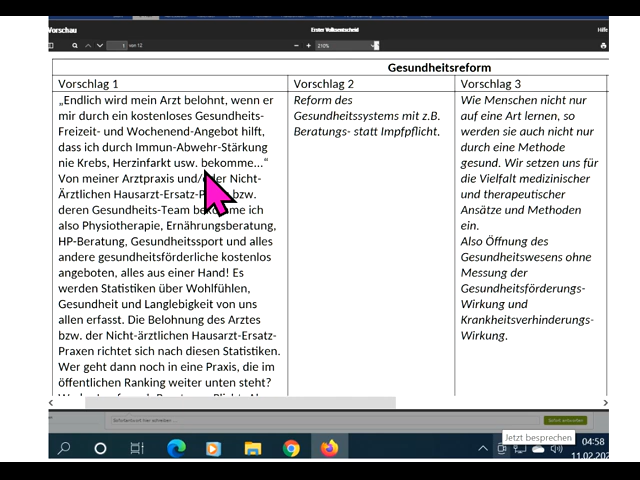 Vorschau
Erster Volksentscheid
Hilfe
1 von 12
210%
Gesundheitsreform
Vorschlag 1
„Endlich wird mein Arzt belohnt, wenn er
mir durch ein kostenloses Gesundheits-
Freizeit- und Wochenend-Angebot hilft,
dass ich durch Immun-Abwehr-Stärkung
nie Krebs, Herzinfarkt usw. bekomme…“
Von meiner Arztpraxis und/oder Nicht-
Ärztlichen Hausarzt-Ersatz- bzw.
deren Gesundheits-Team bekomme ich
also Physiotherapie, Ernährungsberatung,
HP-Beratung, Gesundheitssport und alles
andere gesundheitsförderliche kostenlos
angeboten, alles aus einer Hand! Es
werden Statistiken über Wohlfühlen,
Gesundheit und Langlebigkeit von uns
allen erfasst. Die Belohnung des Arztes
bzw. der Nicht-ärztlichen Hausarzt-Ersatz-
Praxen richtet sich nach diesen Statistiken.
Wer geht dann noch in eine Praxis, die im
öffentlichen Ranking weiter unten steht?
Vorschlag 2
Reform des
Gesundheitssystems mit z.B.
Beratungs- statt Impfpflicht.
Vorschlag 3
Wie Menschen nicht nur
auf eine Art lernen, so
werden sie auch nicht nur
durch eine Methode
gesund. Wir setzen uns für
die Vielfalt medizinischer
und therapeutischer
Ansätze und Methoden
ein.
Also Öffnung des
Gesundheitswesens ohne
Messung der
Gesundheitsförderungs-
Wirkung und
Krankheitsverhinderungs-
Wirkung.
Sofort antworten
Jetzt besprechen
04:58